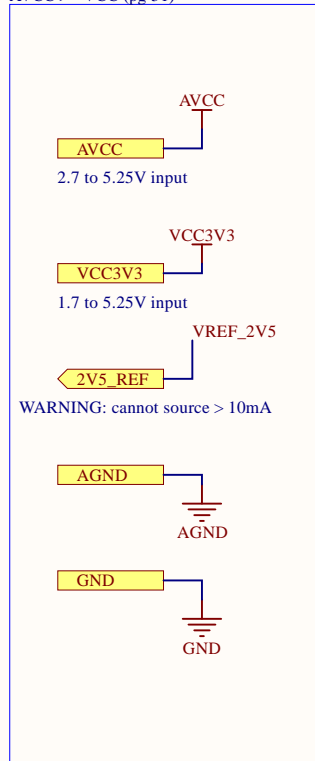 AVCC
AVCC
2.7 to 5.25V input
VCC3V3
VCC3V3
1.7 to 5.25V input
VREF_2V5
2V5_REF
WARNING: cannot source > 10mA
AGND
AGND
GND
GND